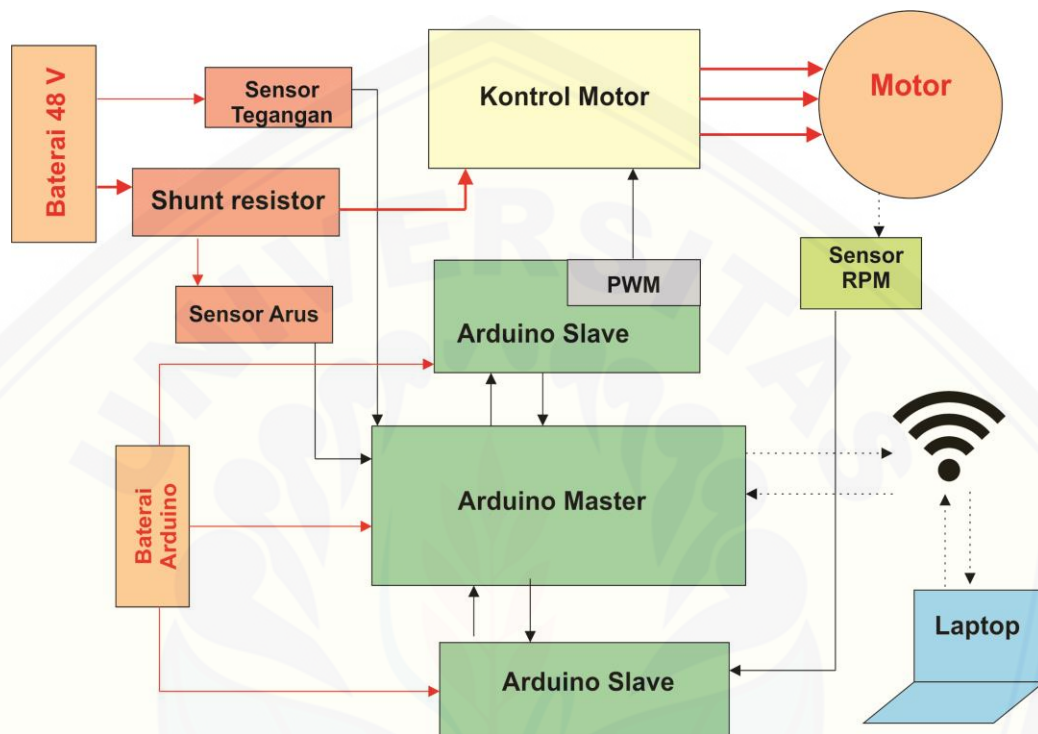 Baterai 48 V
Sensor
Tegangan
Kontrol Motor
Motor
Shunt resistor
Sensor
RPM
PWM
Sensor Arus
Arduino Slave
UNIVERSITAS
Baterai
Arduino
Arduino Master
Laptop
Arduino Slave